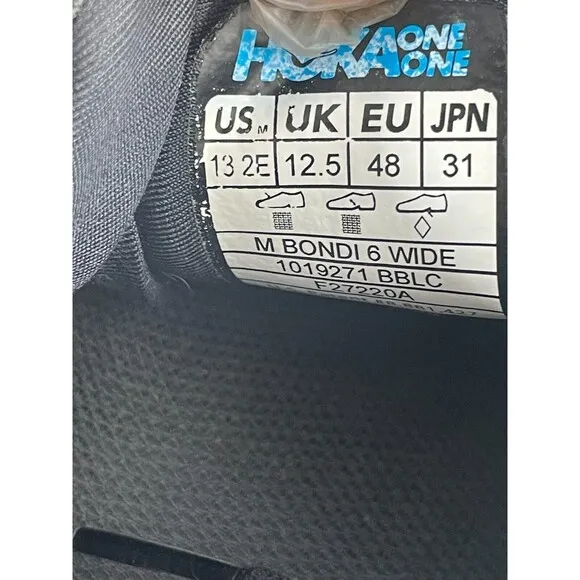 HOKA ONE ONE
US M UK EU JPN
13 2E 12.5 48 31
M BONDI 6 WIDE
1019271 BBLC
F27220A